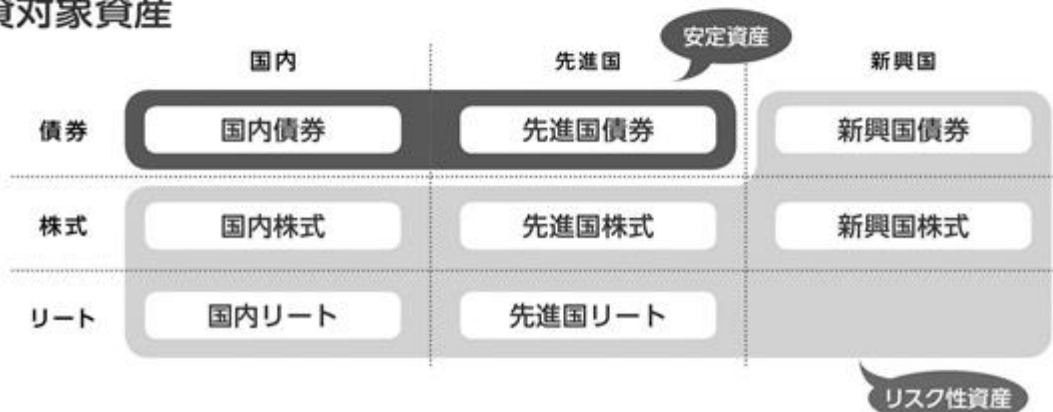 対象資産
安定資産
国内 先進国 新興国
債券 国内債券 先進国債券 新興国債券
株式 国内株式 先進国株式 新興国株式
リート 国内リート 先進国リート
リスク性資産